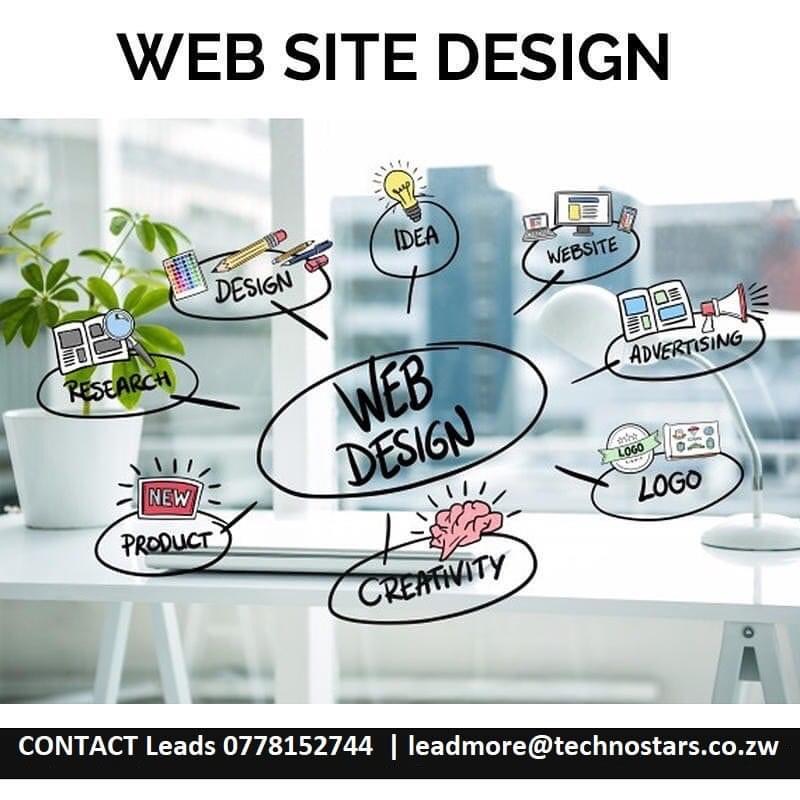 WEB SITE DESIGN
IDEA
WEBSITE
DESIGN
ADVERTISING
RESEARCH
WEB
DESIGN
LOGO
LOGO
NEW
PRODUCT
CREATIVITY
CONTACT Leads 0778152744 | leadmore@technostars.co.zw